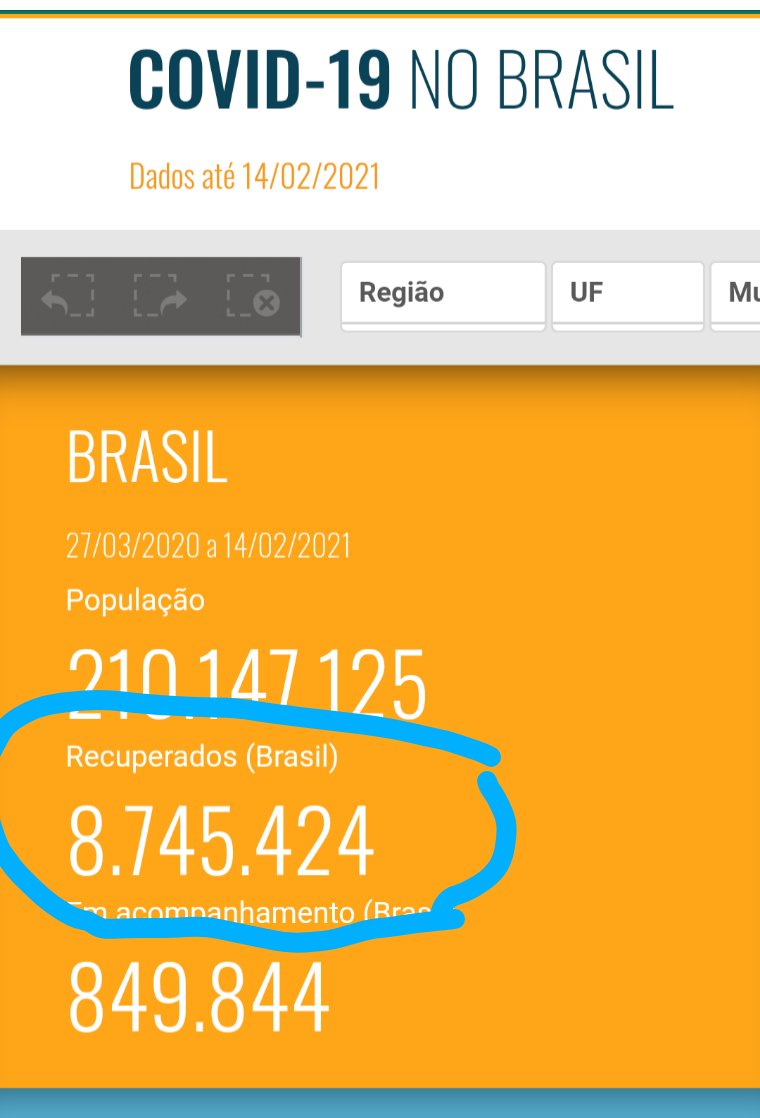 COVID-19 NO BRASIL
Dados até 14/02/2021
Região
UF
Mu
BRASIL
27/03/2020 a 14/02/2021
População
210.147.125
Recuperados (Brasil)
8.745.424
Em acompanhamento (Bras
849.844